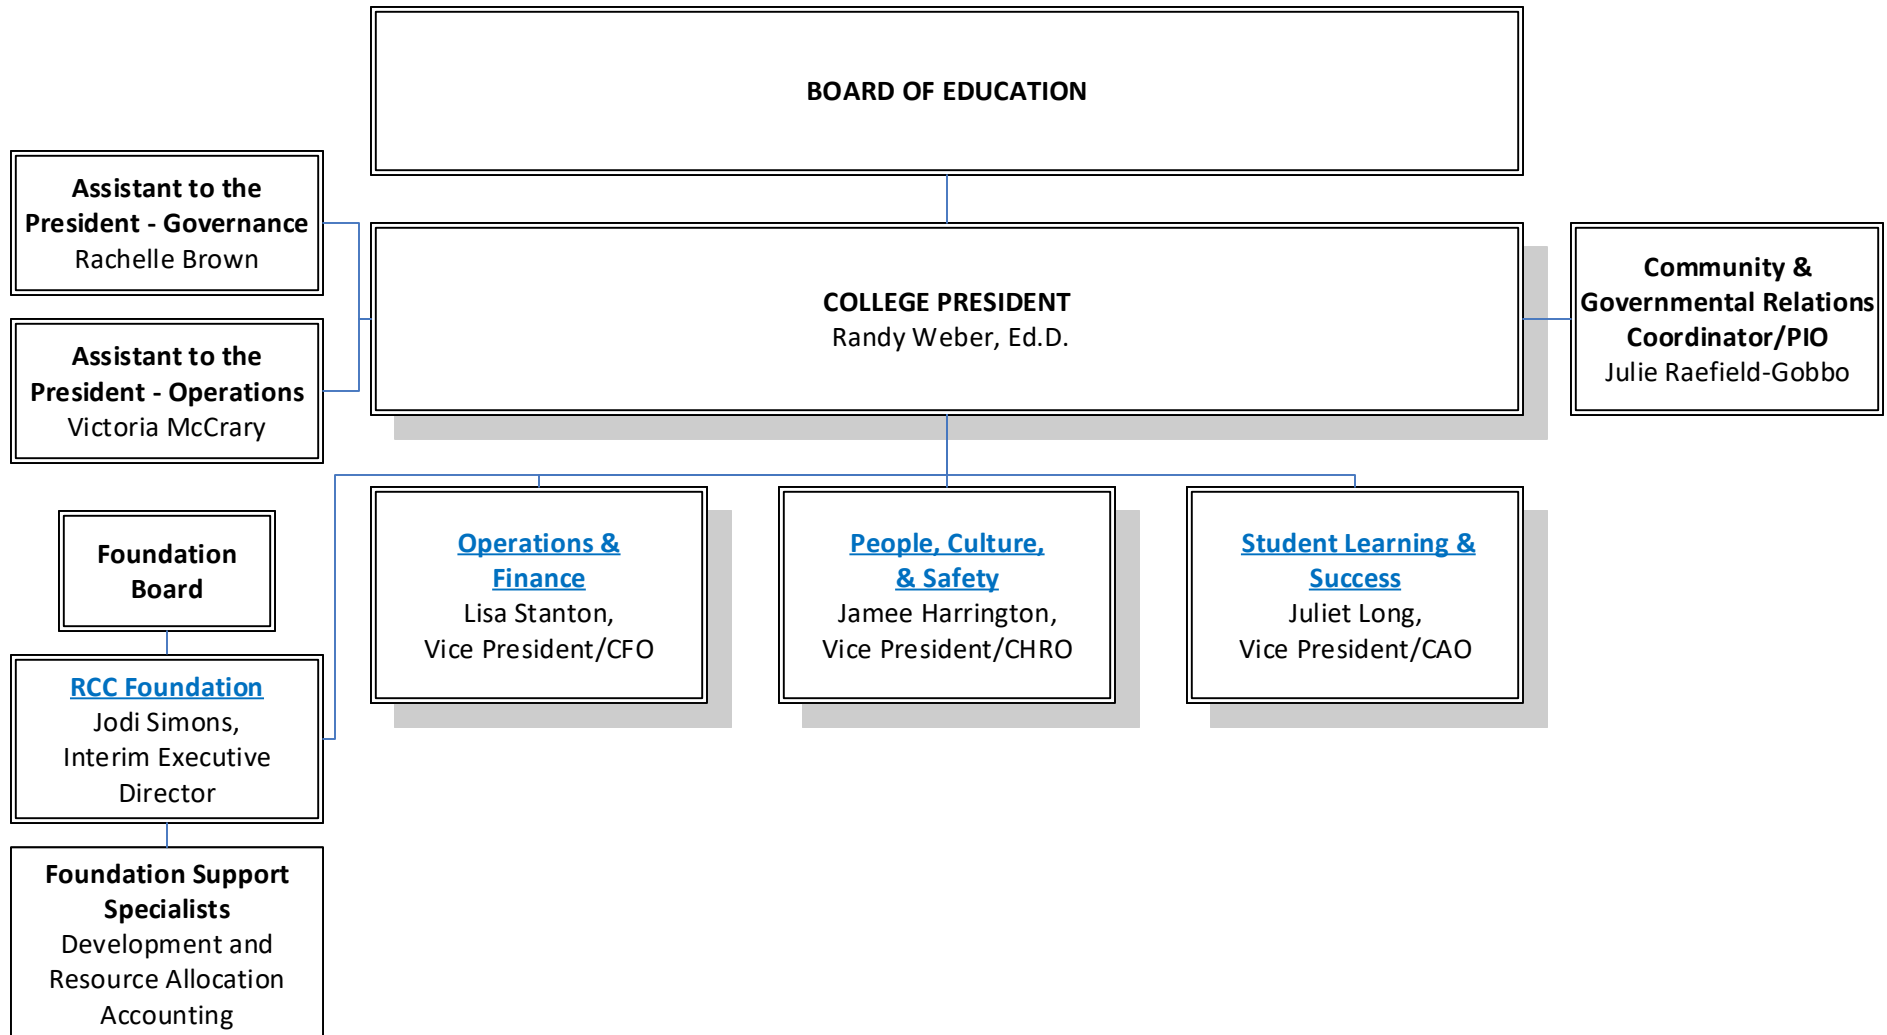 BOARD OF EDUCATION
Assistant to the
President - Governance
Rachelle Brown
Assistant to the
President - Operations
Victoria McCrary
COLLEGE PRESIDENT
Randy Weber, Ed.D.
Community &
Governmental Relations
Coordinator/PIO
Julie Raefield-Gobbo
Operations &
Finance
Lisa Stanton,
Vice President/CFO
People, Culture,
& Safety
Jamee Harrington,
Vice President/CHRO
Student Learning &
Success
Juliet Long,
Vice President/CAO
Foundation
Board
RCC Foundation
Jodi Simons,
Interim Executive
Director
Foundation Support
Specialists
Development and
Resource Allocation
Accounting